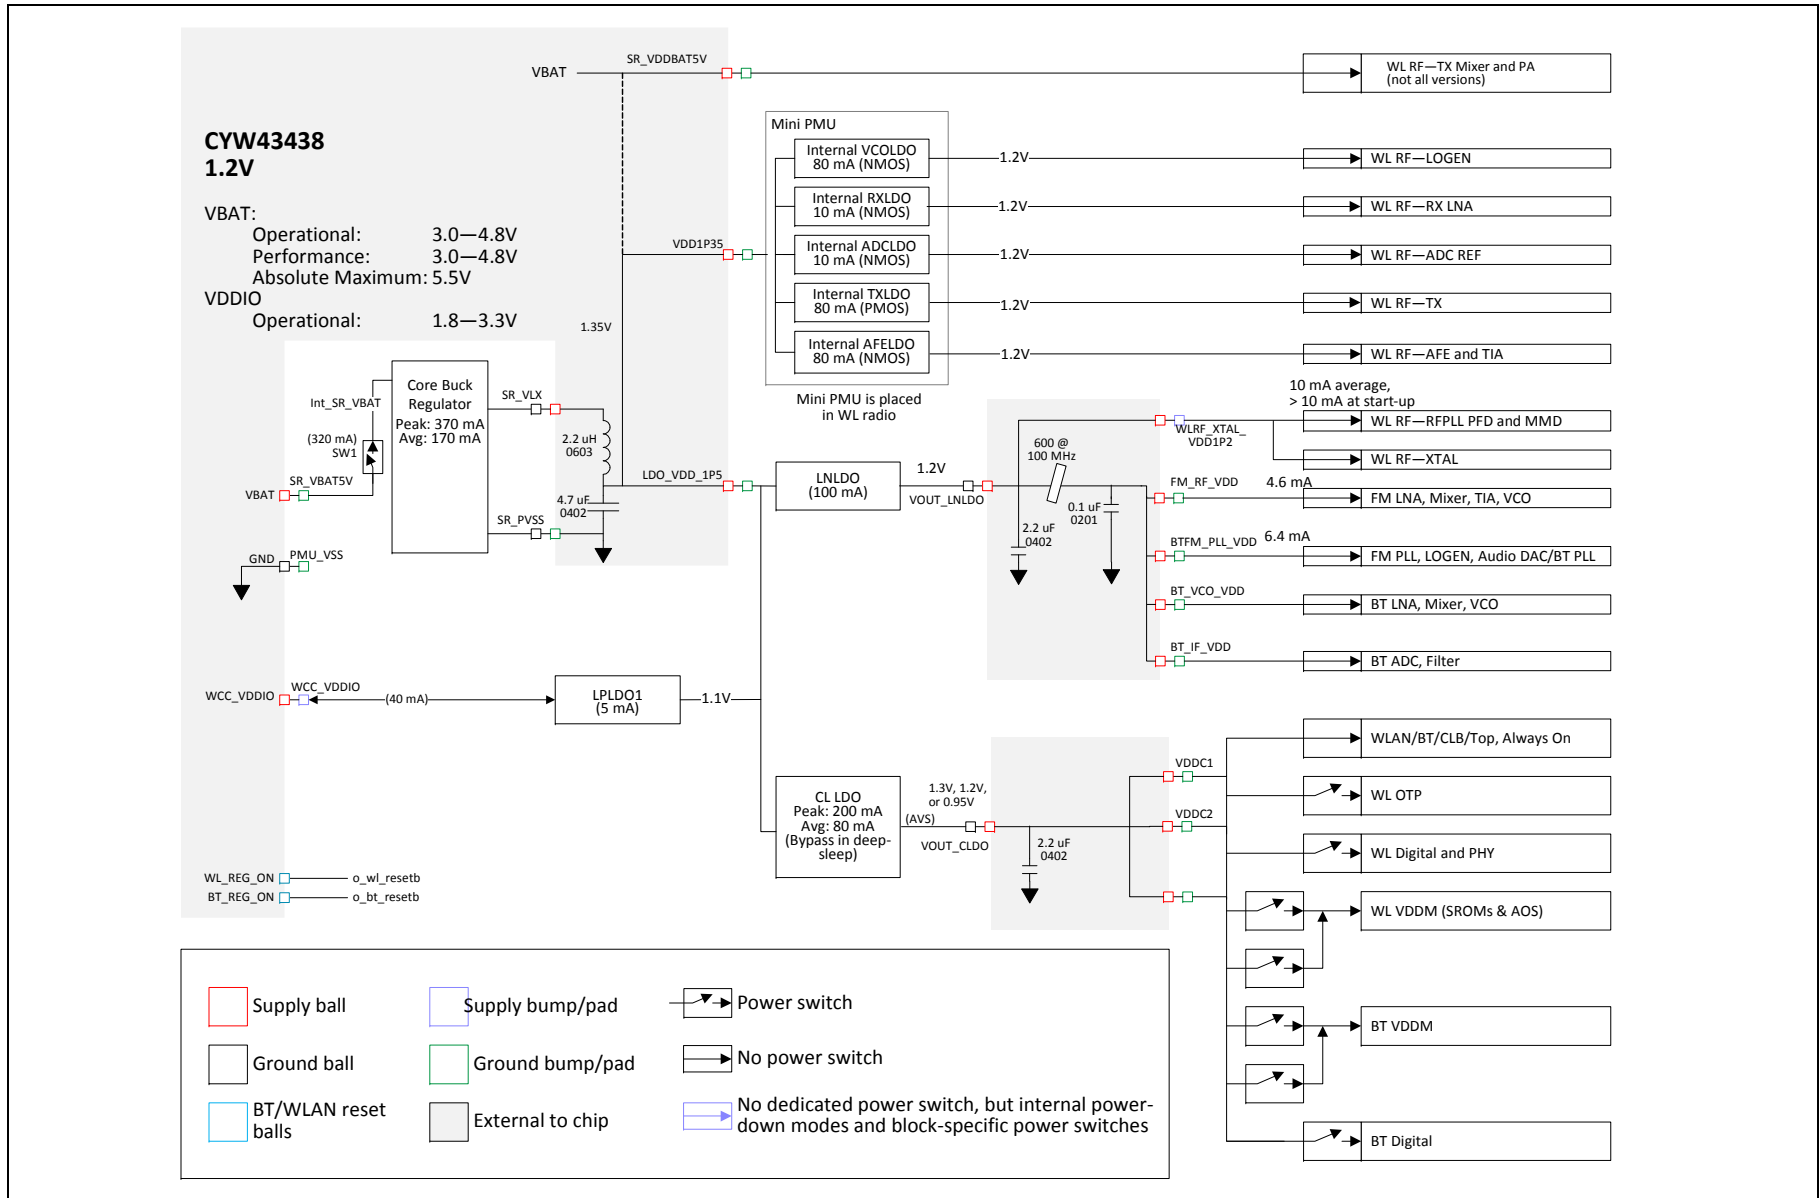 SR_VDDBAT5V
VBAT
WL RF—TX Mixer and PA
(not all versions)
CYW43438
1.2V
VBAT:
Operational: 3.0—4.8V
Performance: 3.0—4.8V
Absolute Maximum: 5.5V
VDDIO
Operational: 1.8—3.3V
Mini PMU
Internal VCOLDO
80 mA (NMOS)
1.2V
WL RF—LOGEN
Internal RXLDO
10 mA (NMOS)
1.2V
WL RF—RX LNA
VDD1P35
Internal ADCLDO
10 mA (NMOS)
1.2V
WL RF—ADC REF
Internal TXLDO
80 mA (PMOS)
1.2V
WL RF—TX
1.35V
Internal AFELDO
80 mA (NMOS)
1.2V
WL RF—AFE and TIA
Mini PMU is placed
in WL radio
Core Buck
Regulator
Peak: 370 mA
Avg: 170 mA
Int_SR_VBAT
(320 mA)
SW1
SR_VBAT5V
VBAT
SR_VLX
2.2 uH
0603
4.7 uF
0402
SR_PVSS
GND
PMU_VSS
LDO_VDD_1P5
LNLDO
(100 mA)
1.2V
VOUT_LNLDO
600 @
100 MHz
2.2 uF
0402
0.1 uF
0201
10 mA average,
> 10 mA at start-up
WLRF_XTAL_
VDD1P2
WL RF—RFPLL PFD and MMD
WL RF—XTAL
FM_RF_VDD
4.6 mA
FM LNA, Mixer, TIA, VCO
BTFM_PLL_VDD
6.4 mA
FM PLL, LOGEN, Audio DAC/BT PLL
BT_VCO_VDD
BT LNA, Mixer, VCO
BT_IF_VDD
BT ADC, Filter
WCC_VDDIO
WCC_VDDIO
(40 mA)
LPLDO1
(5 mA)
1.1V
CL LDO
Peak: 200 mA
Avg: 80 mA
(Bypass in deep-
sleep)
1.3V, 1.2V,
or 0.95V
(AVS)
VOUT_CLDO
2.2 uF
0402
VDDC1
VDDC2
WLAN/BT/CLB/Top, Always On
WL OTP
WL Digital and PHY
WL VDDM (SROMs & AOS)
BT VDDM
BT Digital
WL_REG_ON
o_wl_resetb
BT_REG_ON
o_bt_resetb
Supply ball
Supply bump/pad
Power switch
Ground ball
Ground bump/pad
No power switch
BT/WLAN reset
balls
External to chip
No dedicated power switch, but internal power-
down modes and block-specific power switches